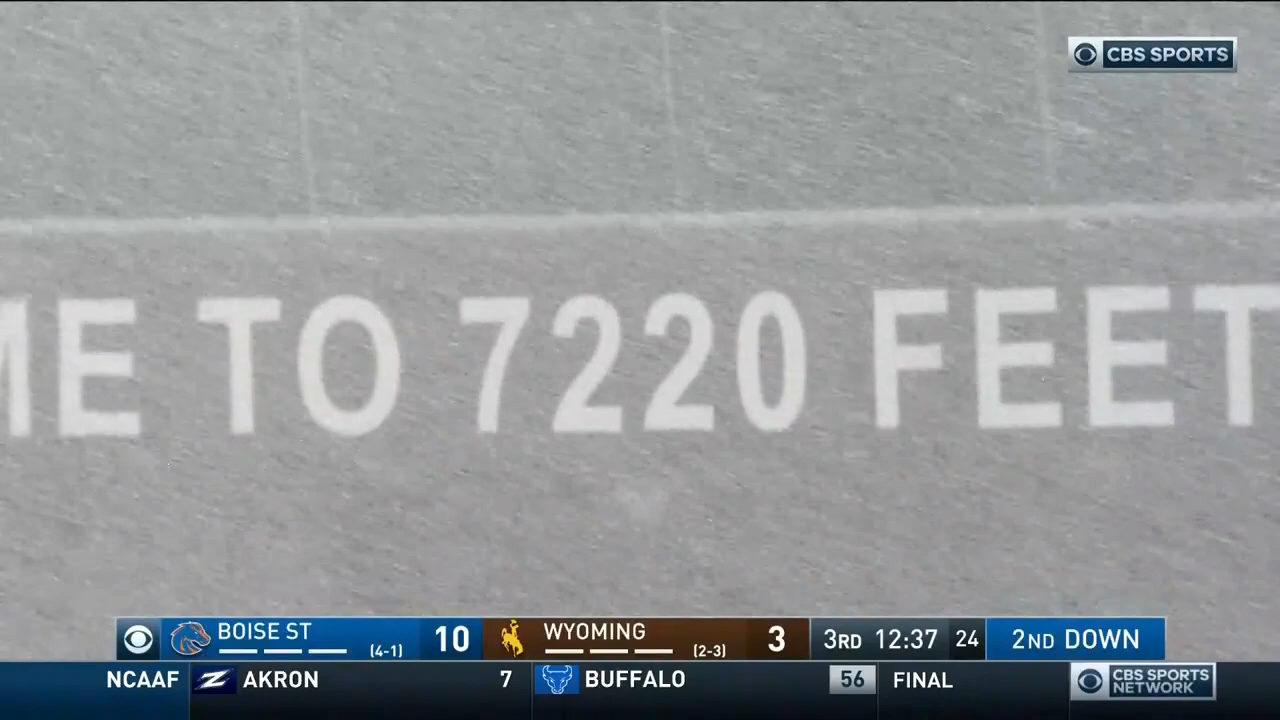 CBS SPORTS
ME TO 7220 FEET
BOISE ST (4-1) 10 WYOMING (2-3) 3 3RD 12:37 24 2ND DOWN
NCAAF AKRON 7 BUFFALO 56 FINAL CBS SPORTS NETWORK